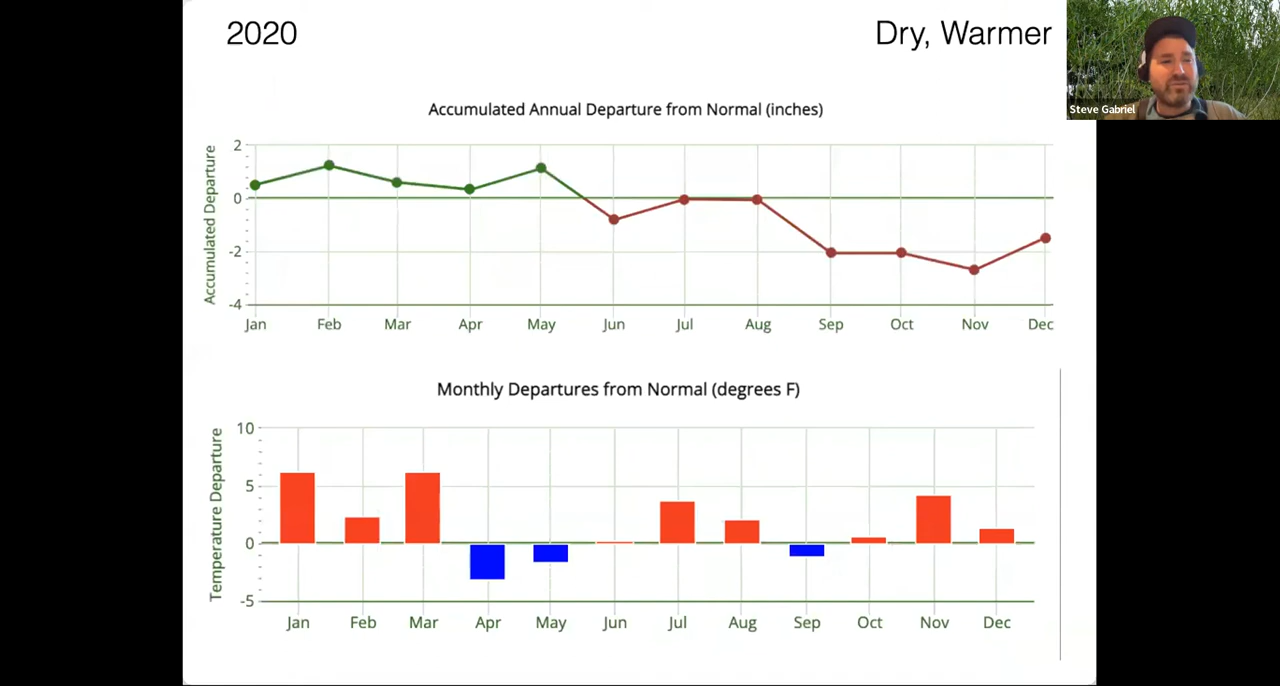 2020
Dry, Warmer
Steve Gabriel
Accumulated Annual Departure from Normal (inches)
Accumulated Departure
2
0
-2
-4
Jan Feb Mar Apr May Jun Jul Aug Sep Oct Nov Dec
Monthly Departures from Normal (degrees F)
Temperature Departure
10
5
0
-5
Jan Feb Mar Apr May Jun Jul Aug Sep Oct Nov Dec